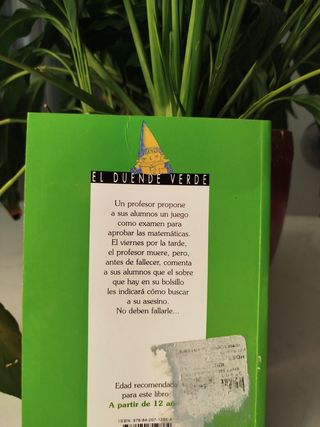 EL DUENDE VERDE
Un profesor propone
a sus alumnos un juego
como examen para
aprobar las matemáticas.
El viernes por la tarde,
el profesor muere, pero,
antes de fallecer, comenta
a sus alumnos que el sobre
que hay en su bolsillo
les indicará cómo buscar
a su asesino.
No deben fallarle...
Edad recomendada
para este libro:
A partir de 12